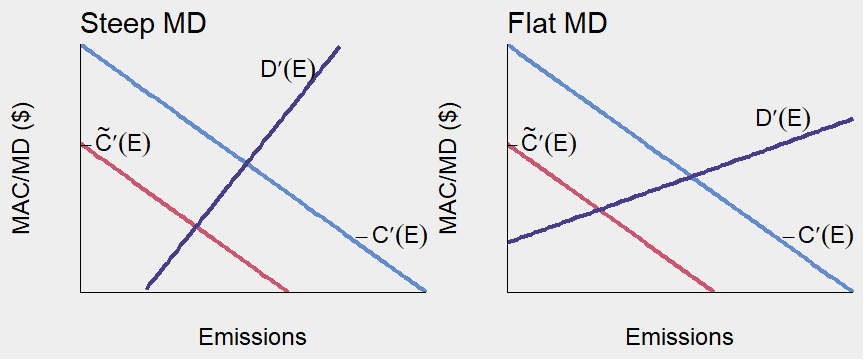 Steep MD
D′(E)
− C̃′(E)
− C′(E)
MAC/MD ($)
Emissions
Flat MD
D′(E)
− C̃′(E)
− C′(E)
MAC/MD ($)
Emissions